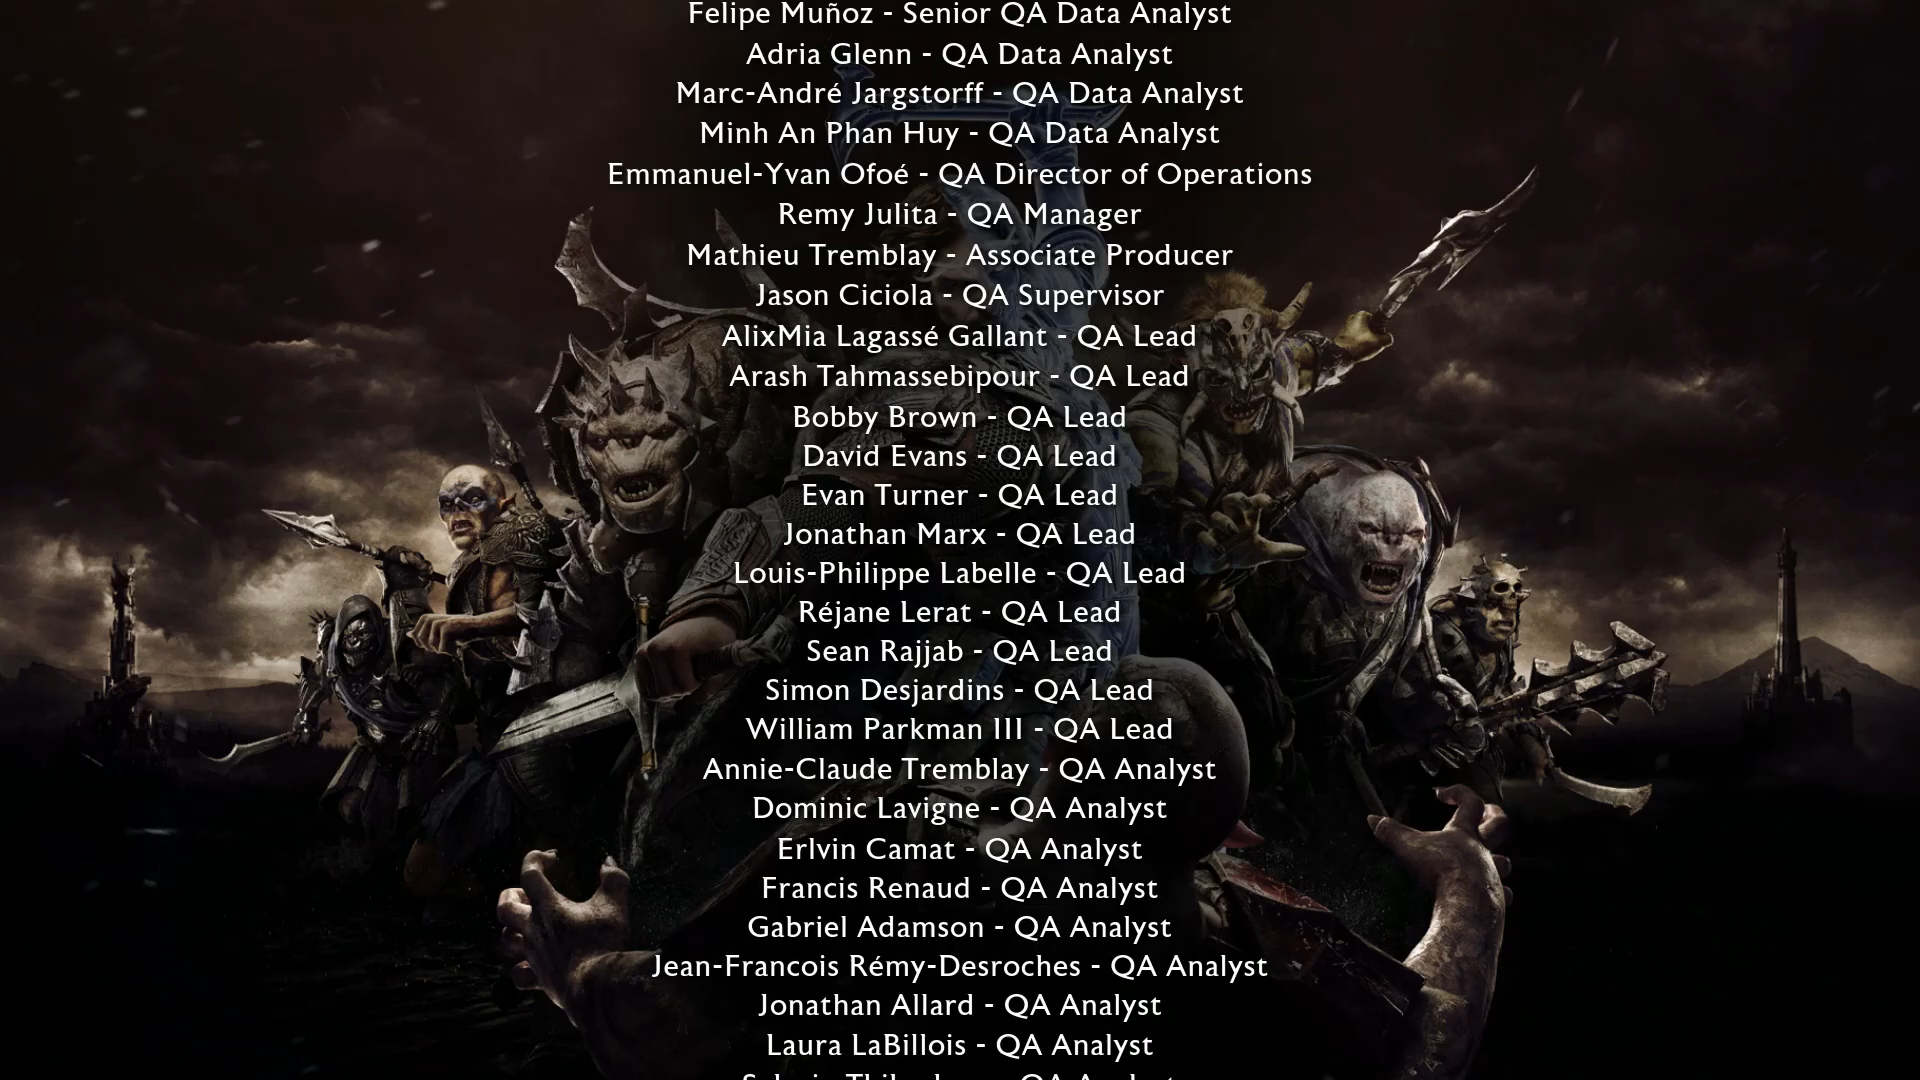 Felipe Muñoz - Senior QA Data Analyst
Adria Glenn - QA Data Analyst
Marc-André Jargstorff - QA Data Analyst
Minh An Phan Huy - QA Data Analyst
Emmanuel-Yvan Ofoé - QA Director of Operations
Remy Julita - QA Manager
Mathieu Tremblay - Associate Producer
Jason Ciciola - QA Supervisor
AlixMia Lagassé Gallant - QA Lead
Arash Tahmassebipour - QA Lead
Bobby Brown - QA Lead
David Evans - QA Lead
Evan Turner - QA Lead
Jonathan Marx - QA Lead
Louis-Philippe Labelle - QA Lead
Réjane Lerat - QA Lead
Sean Rajjab - QA Lead
Simon Desjardins - QA Lead
William Parkman III - QA Lead
Annie-Claude Tremblay - QA Analyst
Dominic Lavigne - QA Analyst
Erlvin Camat - QA Analyst
Francis Renaud - QA Analyst
Gabriel Adamson - QA Analyst
Jean-Francois Rémy-Desroches - QA Analyst
Jonathan Allard - QA Analyst
Laura LaBillois - QA Analyst
- QA Analyst